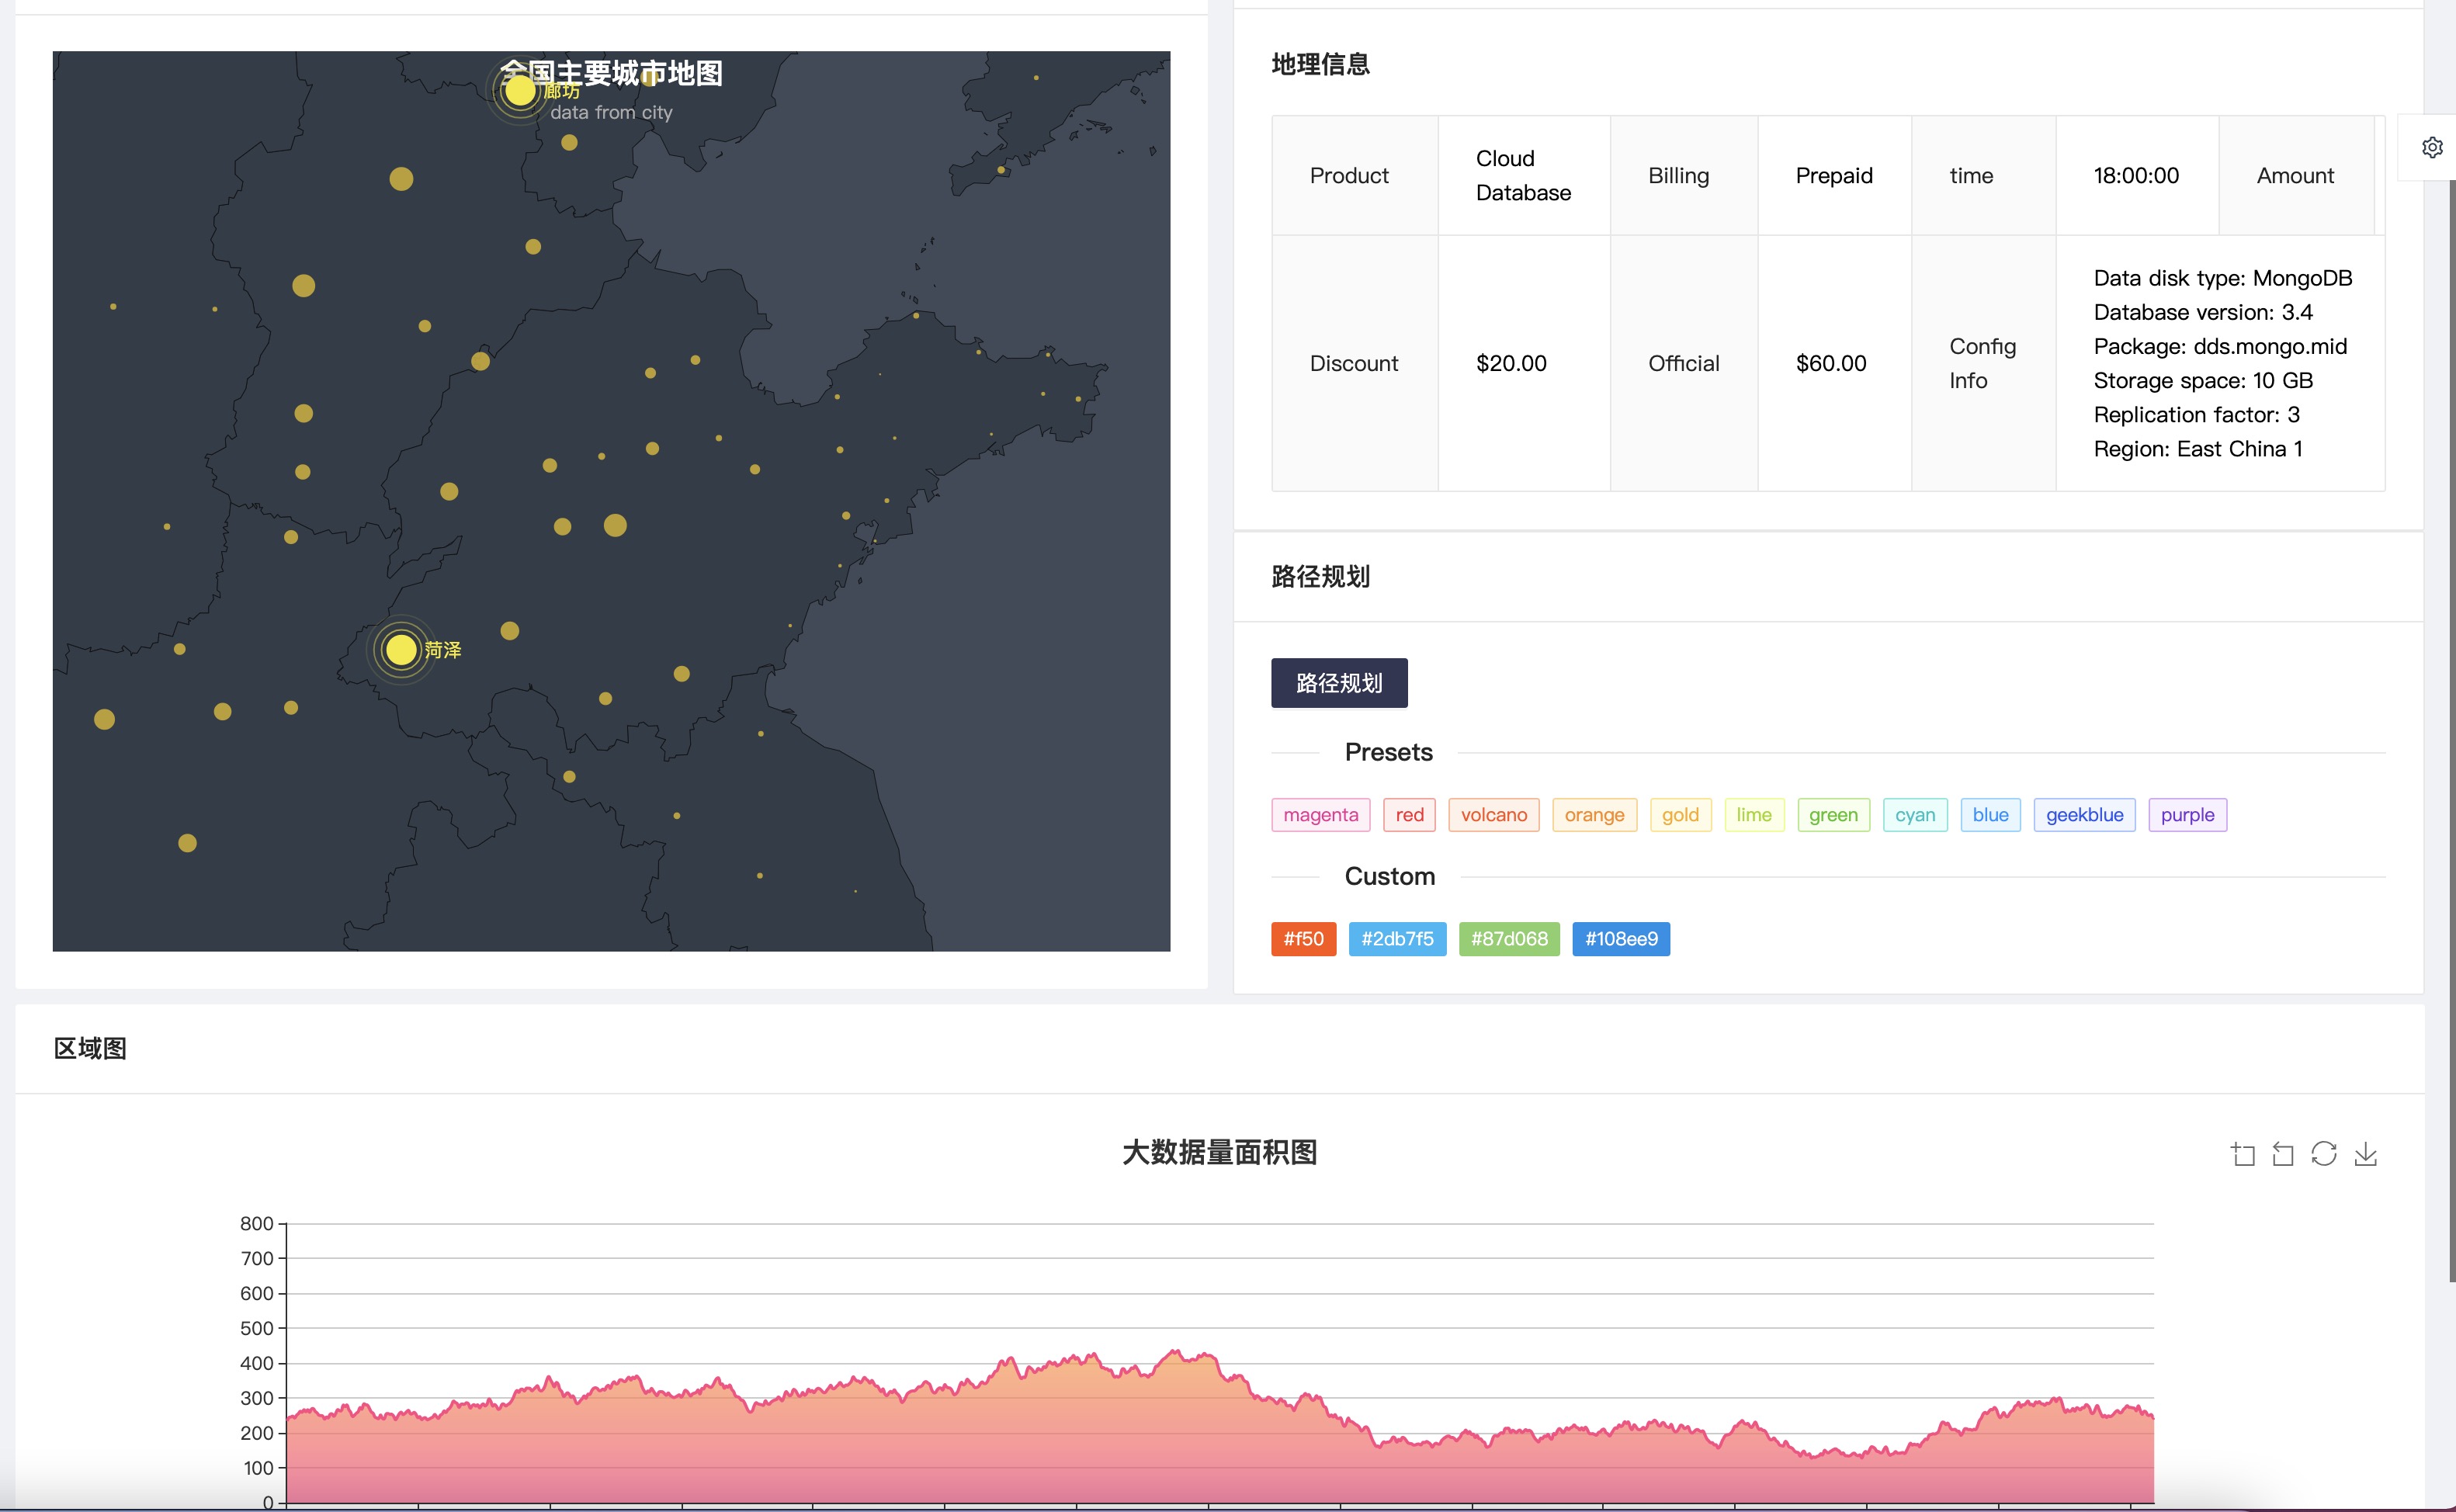 全国主要城市地图
廊坊
data from city
菏泽
地理信息
Product
Cloud
Database
Billing
Prepaid
time
18:00:00
Amount
Discount
$20.00
Official
$60.00
Config
Info
Data disk type: MongoDB
Database version: 3.4
Package: dds.mongo.mid
Storage space: 10 GB
Replication factor: 3
Region: East China 1
路径规划
路径规划
Presets
magenta red volcano orange gold lime green cyan blue geekblue purple
Custom
#f50 #2db7f5 #87d068 #108ee9
区域图
大数据量面积图
800
700
600
500
400
300
200
100
0